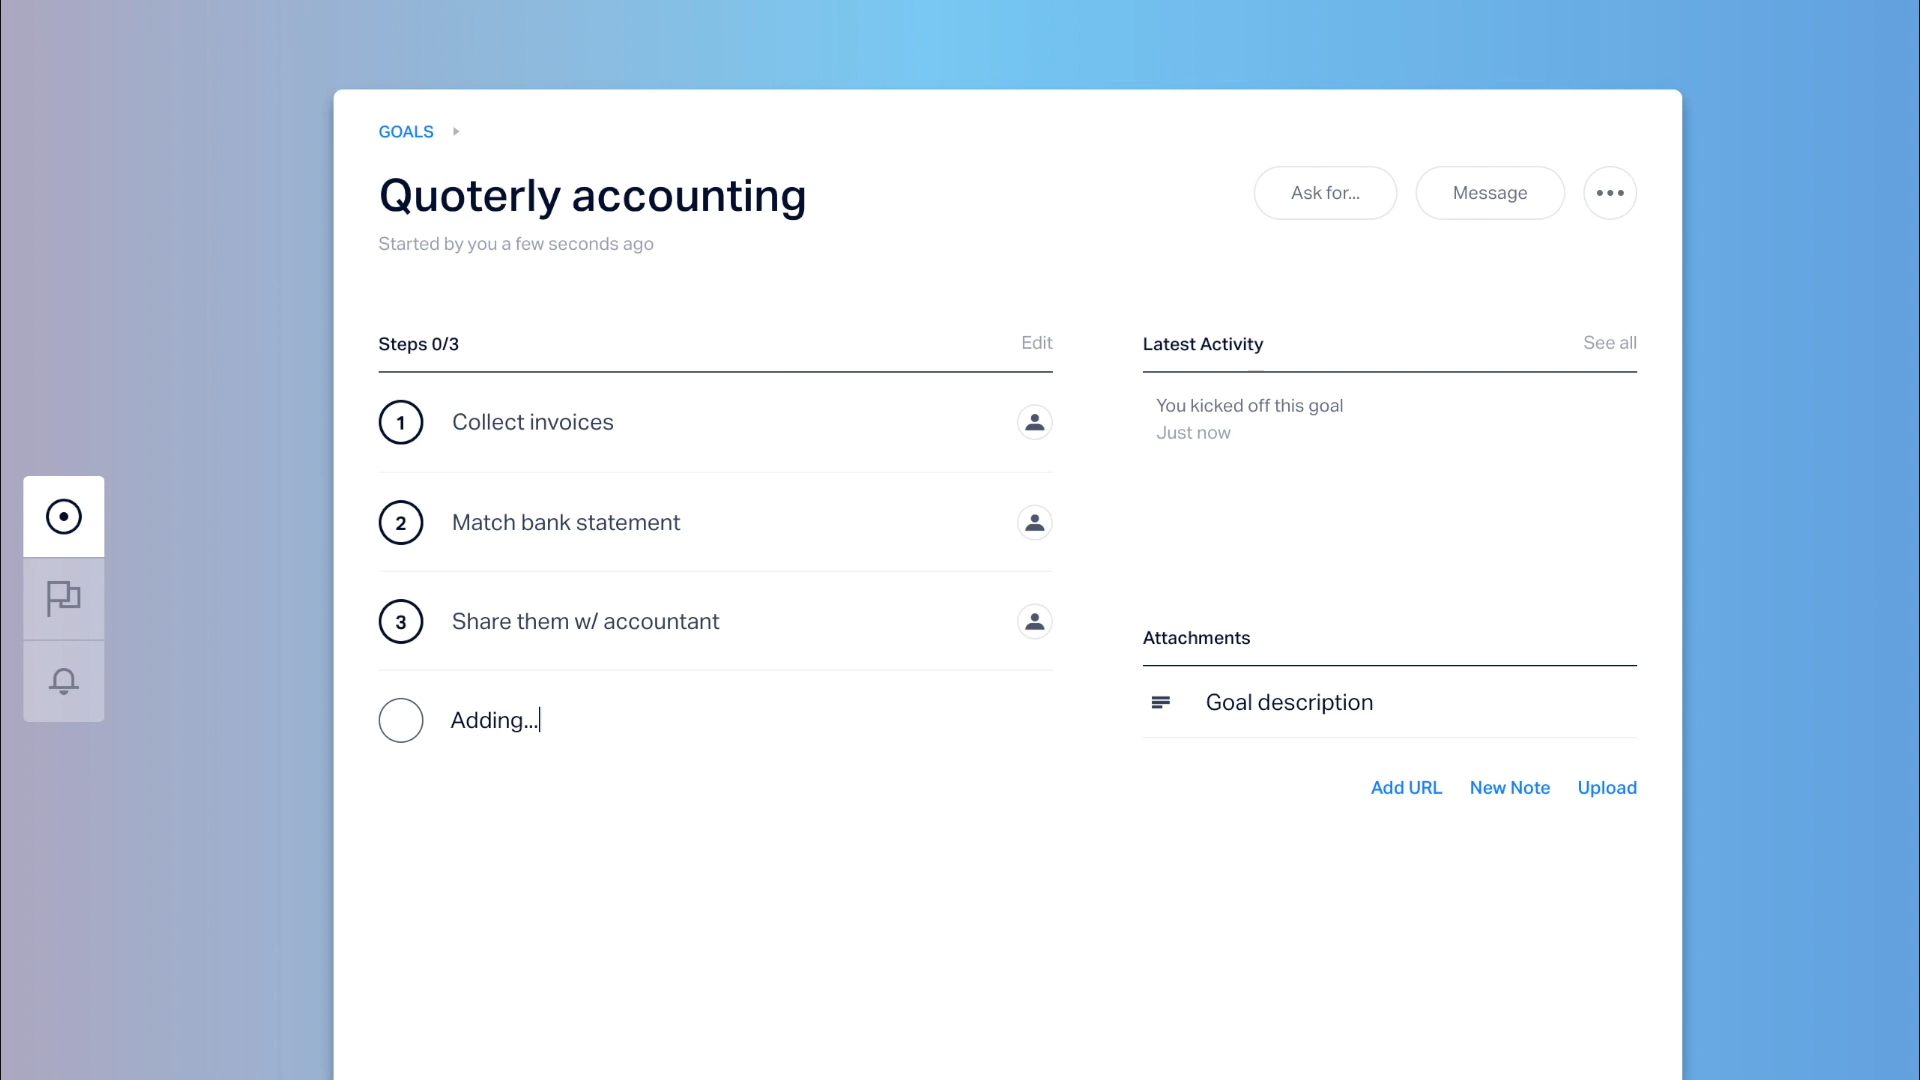 GOALS
Quoterly accounting
Started by you a few seconds ago
Ask for...
Message
Steps 0/3
Edit
1 Collect invoices
2 Match bank statement
3 Share them w/ accountant
Adding...
Latest Activity
See all
You kicked off this goal
Just now
Attachments
Goal description
Add URL New Note Upload